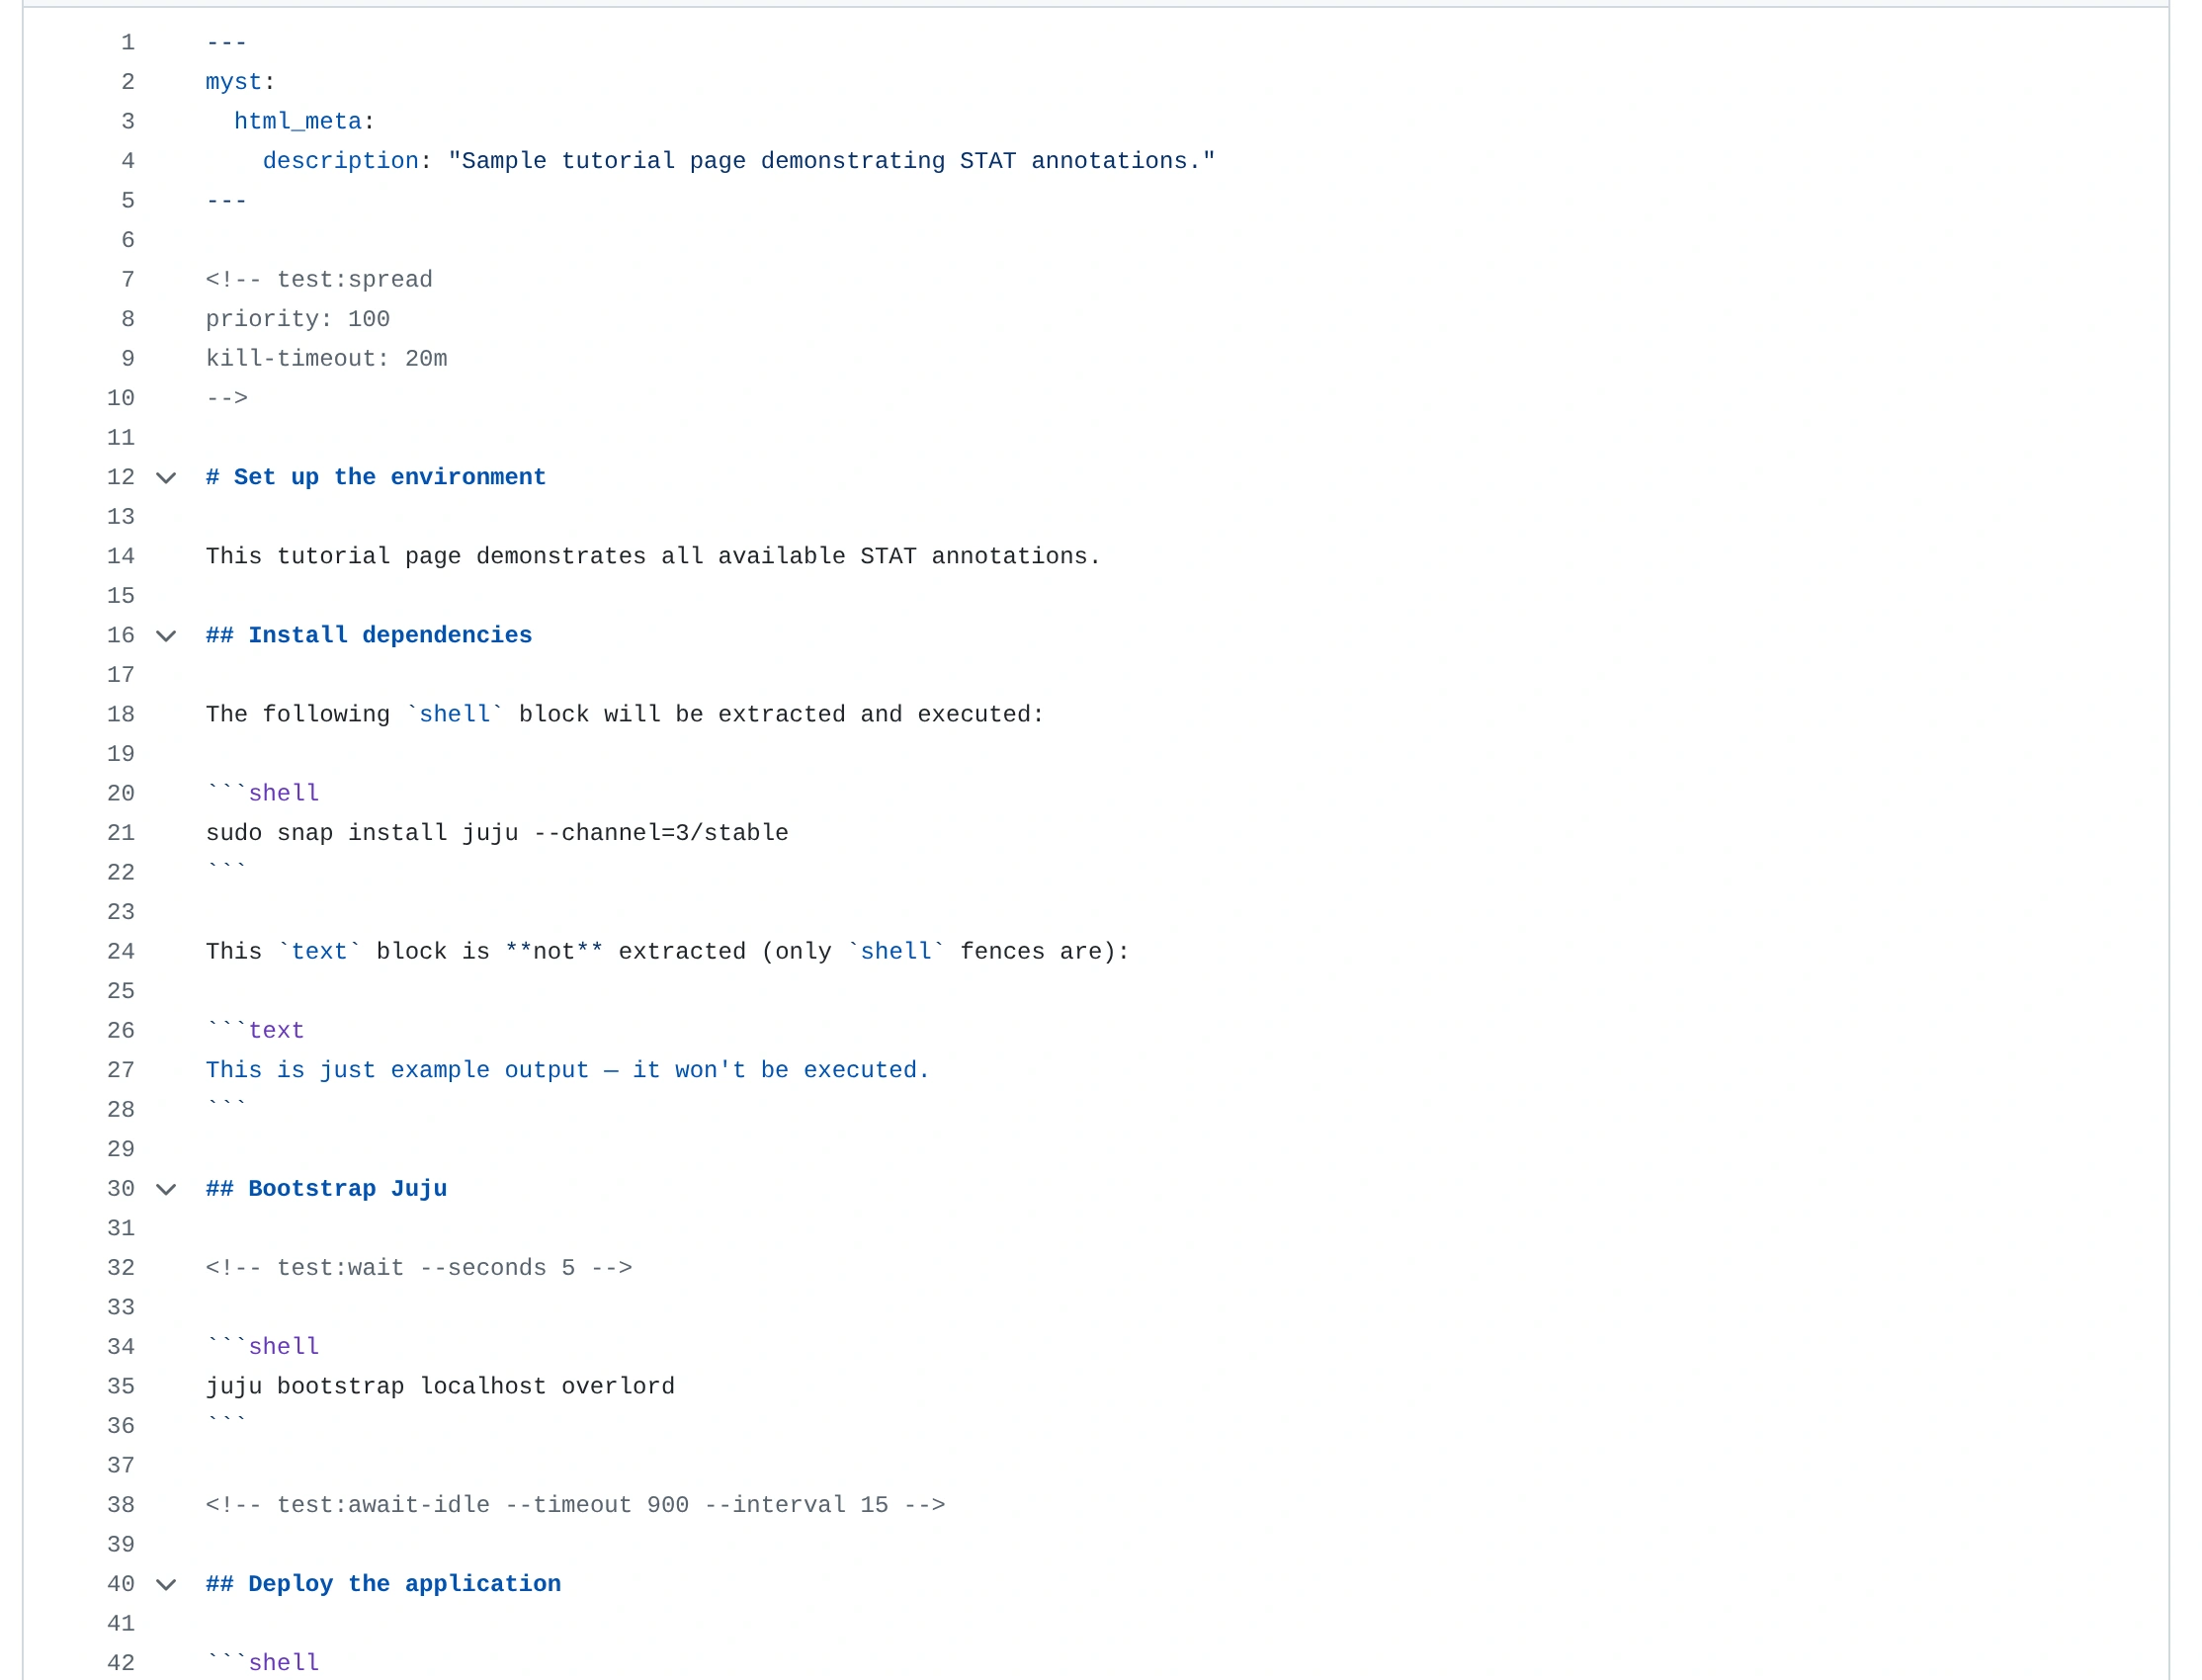 1 ---
2 myst:
3   html_meta:
4     description: "Sample tutorial page demonstrating STAT annotations."
5 ---
6
7 <!-- test:spread
8 priority: 100
9 kill-timeout: 20m
10 -->
11
12 # Set up the environment
13
14 This tutorial page demonstrates all available STAT annotations.
15
16 ## Install dependencies
17
18 The following `shell` block will be extracted and executed:
19
20 ```shell
21 sudo snap install juju --channel=3/stable
22 ```
23
24 This `text` block is **not** extracted (only `shell` fences are):
25
26 ```text
27 This is just example output — it won't be executed.
28 ```
29
30 ## Bootstrap Juju
31
32 <!-- test:wait --seconds 5 -->
33
34 ```shell
35 juju bootstrap localhost overlord
36 ```
37
38 <!-- test:await-idle --timeout 900 --interval 15 -->
39
40 ## Deploy the application
41
42 ```shell